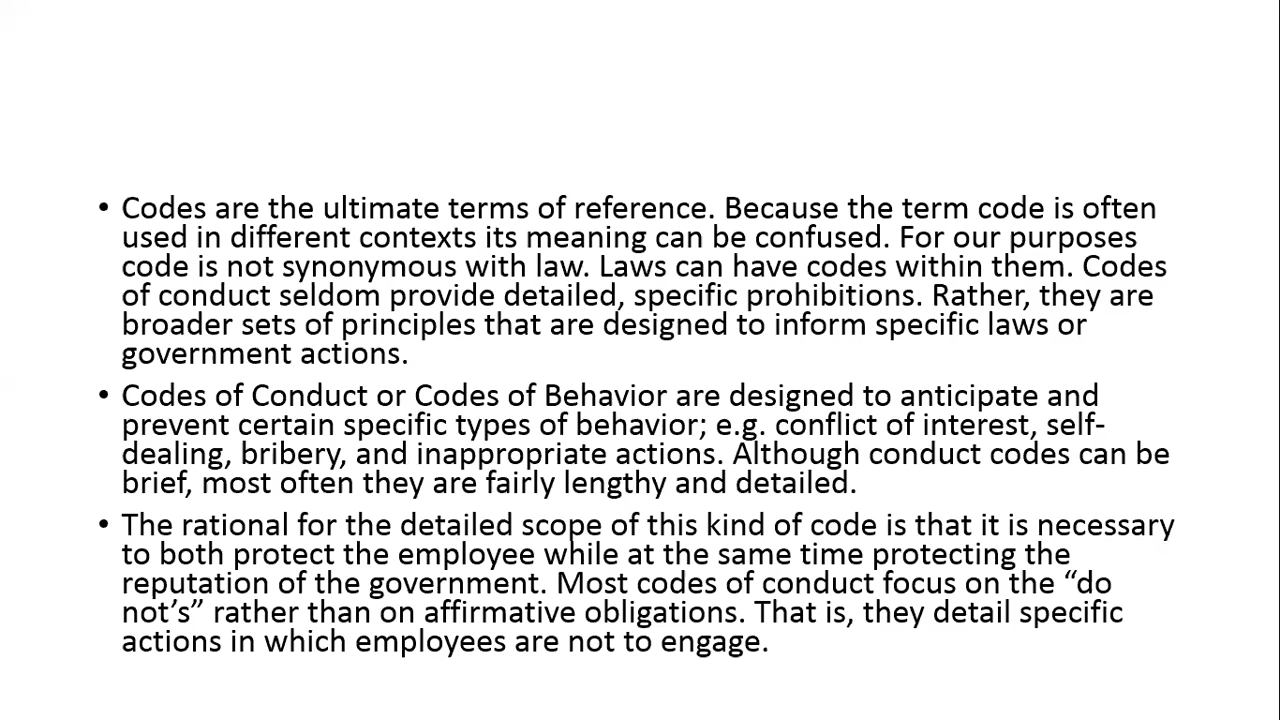 • Codes are the ultimate terms of reference. Because the term code is often
used in different contexts its meaning can be confused. For our purposes
code is not synonymous with law. Laws can have codes within them. Codes
of conduct seldom provide detailed, specific prohibitions. Rather, they are
broader sets of principles that are designed to inform specific laws or
government actions.
• Codes of Conduct or Codes of Behavior are designed to anticipate and
prevent certain specific types of behavior; e.g. conflict of interest, self-
dealing, bribery, and inappropriate actions. Although conduct codes can be
brief, most often they are fairly lengthy and detailed.
• The rational for the detailed scope of this kind of code is that it is necessary
to both protect the employee while at the same time protecting the
reputation of the government. Most codes of conduct focus on the “do
not’s” rather than on affirmative obligations. That is, they detail specific
actions in which employees are not to engage.